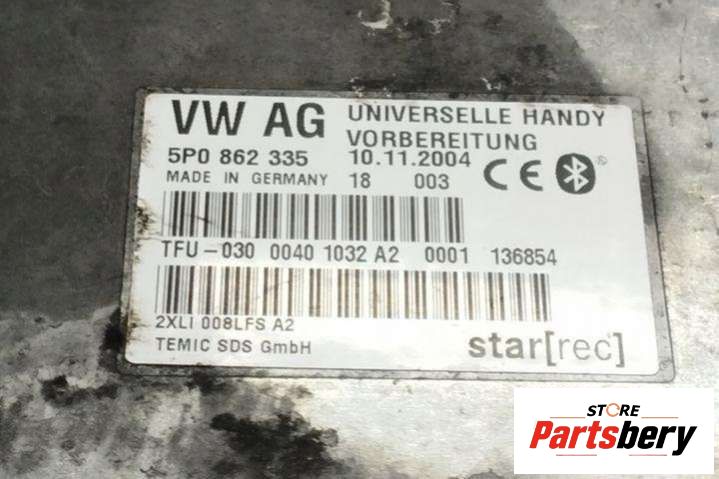 VW AG UNIVERSELLE HANDY
VORBEREITUNG
5P0 862 335 10.11.2004
MADE IN GERMANY 18 003
CE
®
TFU-030 0040 1032 A2 0001 136854
2XLI 008LFS A2
TEMIC SDS GmbH star[rec]
STORE
Partsbery